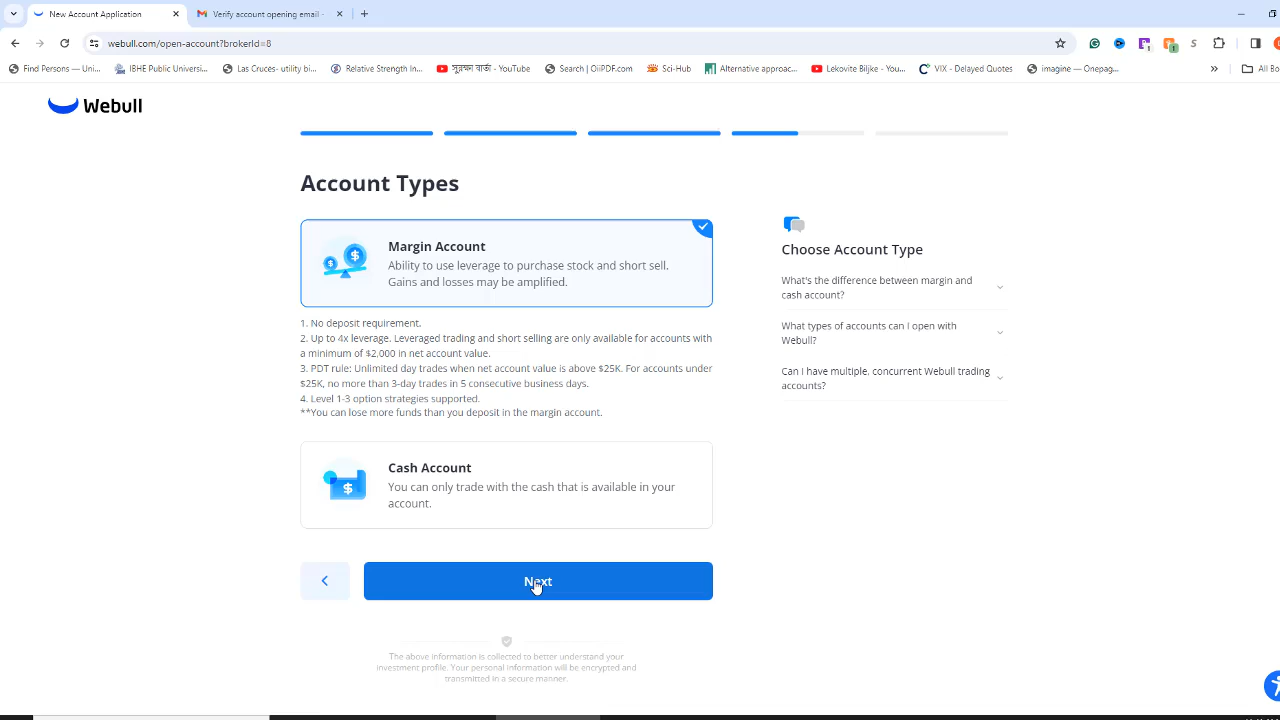 New Account Application
Verify account opening email -
webull.com/open-account?brokerId=8
Find Persons — Uni...
IBHE Public Universi...
Las Cruces- utility bi...
Relative Strength In...
সুরঞ্জনা বার্তা - YouTube
Search | OiiPDF.com
Sci-Hub
Alternative approac...
Lekovite Biljke — You...
VIX - Delayed Quotes
imagine — Onepag...
All Bo
Webull
Account Types
Margin Account
Ability to use leverage to purchase stock and short sell.
Gains and losses may be amplified.
1. No deposit requirement.
2. Up to 4x leverage. Leveraged trading and short selling are only available for accounts with
a minimum of $2,000 in net account value.
3. PDT rule: Unlimited day trades when net account value is above $25K. For accounts under
$25K, no more than 3-day trades in 5 consecutive business days.
4. Level 1-3 option strategies supported.
**You can lose more funds than you deposit in the margin account.
Cash Account
You can only trade with the cash that is available in your
account.
Next
The above information is collected to better understand your
investment profile. Your personal information will be encrypted and
transmitted in a secure manner.
Choose Account Type
What's the difference between margin and
cash account?
What types of accounts can I open with
Webull?
Can I have multiple, concurrent Webull trading
accounts?